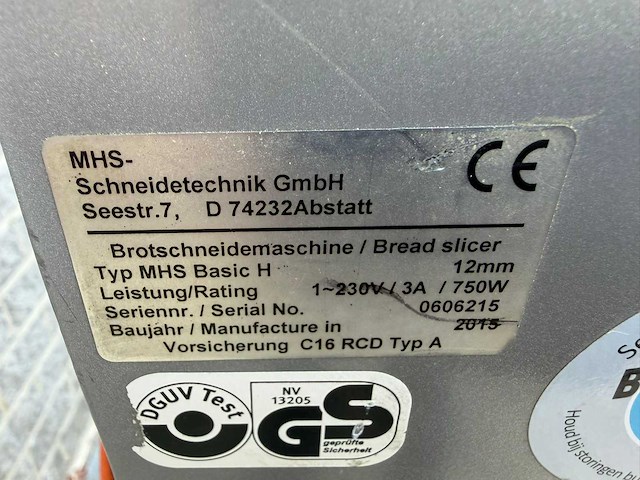 MHS-
Schneidetechnik GmbH
Seestr.7, D 74232Abstatt
CE
Brotschneidemaschine / Bread slicer
Typ MHS Basic H 12mm
Leistung/Rating 1~230V / 3A / 750W
Seriennr. / Serial No. 0606215
Baujahr / Manufacture in 2015
Vorsicherung C16 RCD Typ A
DGUV Test
NV
13205
GS
geprüfte
Sicherheit
Se
B
Houd bij storingen bu